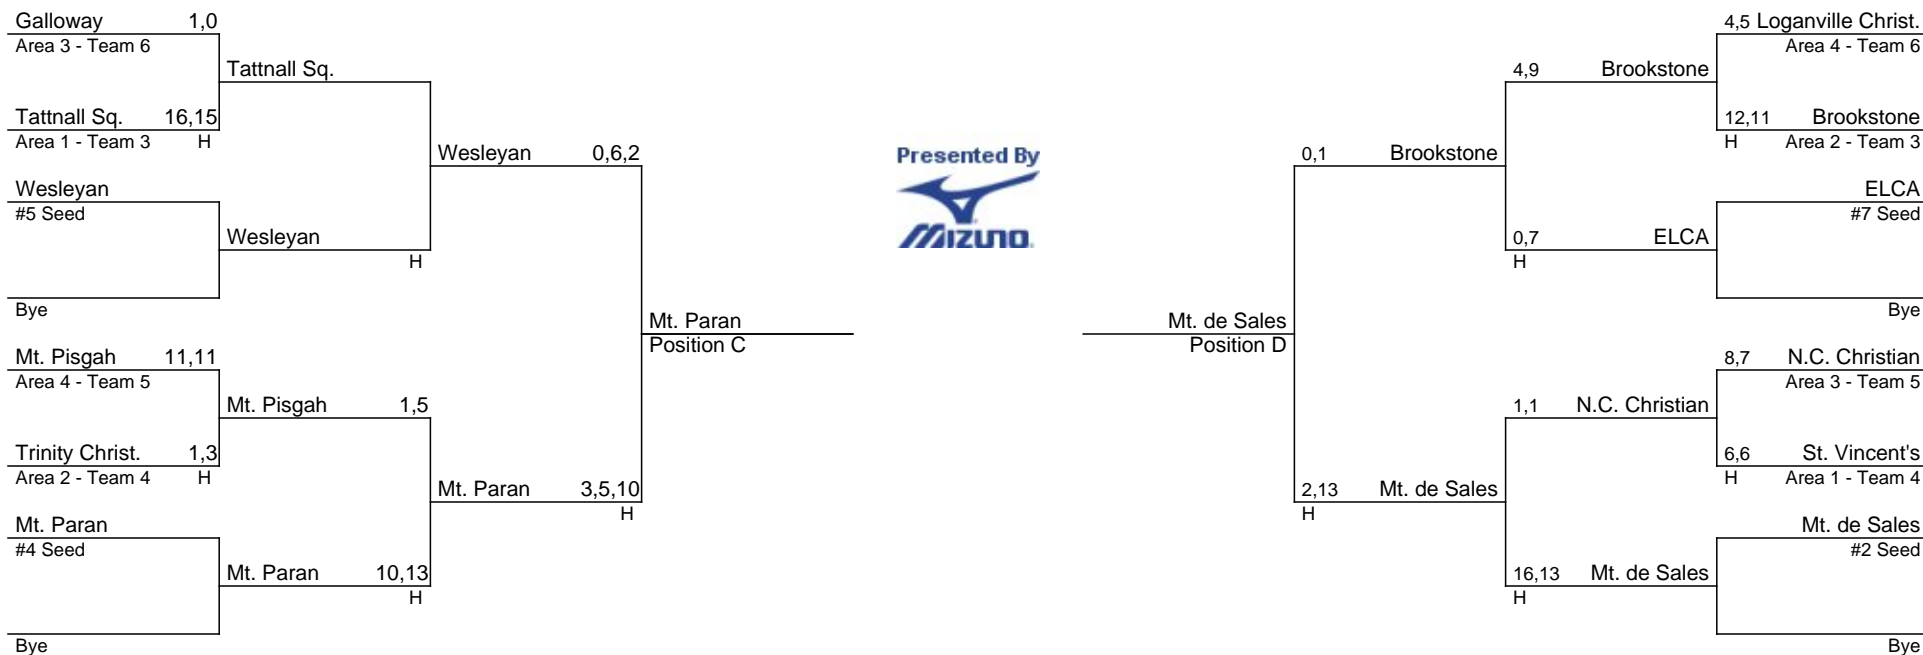 Galloway 1,0
Area 3 - Team 6
Tattnall Sq.
Tattnall Sq. 16,15
Area 1 - Team 3 H
Wesleyan 0,6,2
Wesleyan
#5 Seed
Wesleyan
H
Bye
Mt. Paran
Position C
Mt. Pisgah 11,11
Area 4 - Team 5
Mt. Pisgah 1,5
Trinity Christ. 1,3
Area 2 - Team 4 H
Mt. Paran 3,5,10
H
Mt. Paran
#4 Seed
Mt. Paran 10,13
H
Bye
Presented By
MIZUNO
4,5 Loganville Christ.
Area 4 - Team 6
4,9 Brookstone
12,11 Brookstone
H Area 2 - Team 3
0,1 Brookstone
ELCA
#7 Seed
0,7 ELCA
H
Bye
Mt. de Sales
Position D
8,7 N.C. Christian
Area 3 - Team 5
1,1 N.C. Christian
6,6 St. Vincent's
H Area 1 - Team 4
2,13 Mt. de Sales
H
Mt. de Sales
#2 Seed
16,13 Mt. de Sales
H
Bye